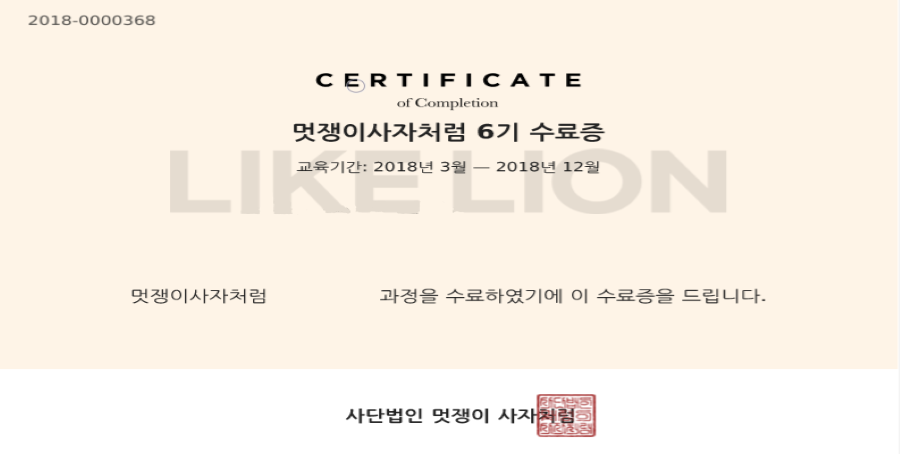 2018-0000368
CERTIFICATE
of Completion
멋쟁이사자처럼 6기 수료증
LIKE LION
교육기간: 2018년 3월 — 2018년 12월
멋쟁이사자처럼 과정을 수료하였기에 이 수료증을 드립니다.
사단법인 멋쟁이 사자처럼